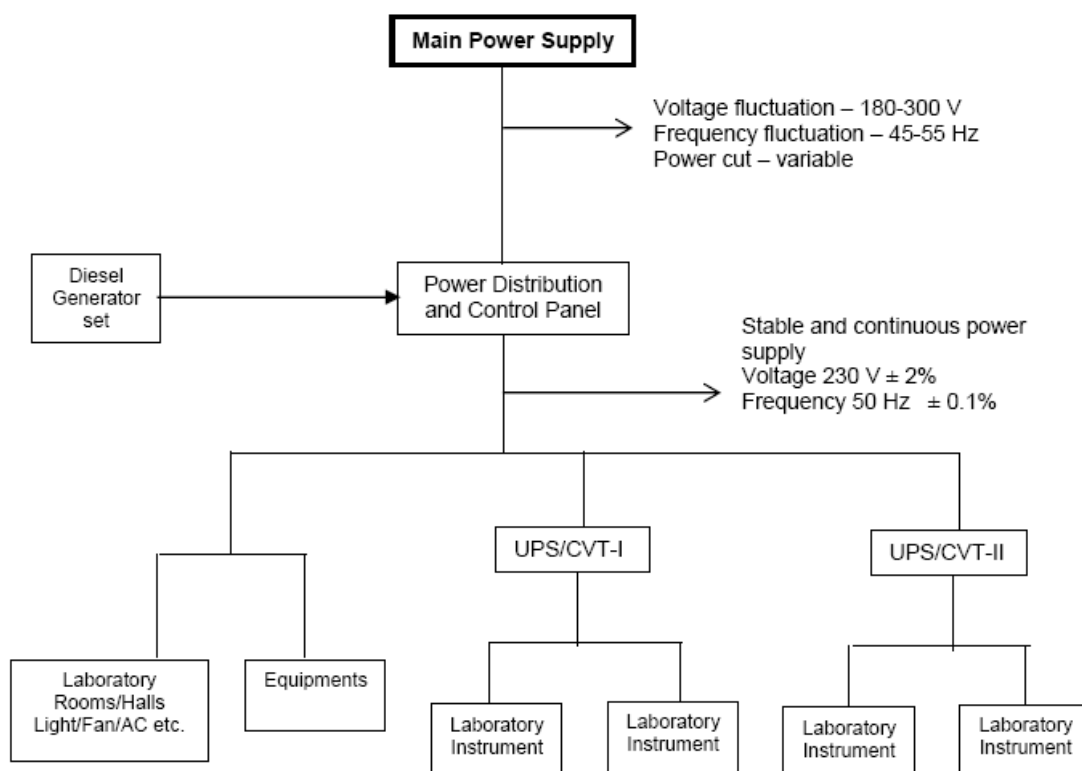 Main Power Supply
Voltage fluctuation – 180-300 V
Frequency fluctuation – 45-55 Hz
Power cut – variable
Diesel
Generator
set
Power Distribution
and Control Panel
Stable and continuous power
supply
Voltage 230 V ± 2%
Frequency 50 Hz ± 0.1%
UPS/CVT-I
UPS/CVT-II
Laboratory
Rooms/Halls
Light/Fan/AC etc.
Equipments
Laboratory
Instrument
Laboratory
Instrument
Laboratory
Instrument
Laboratory
Instrument